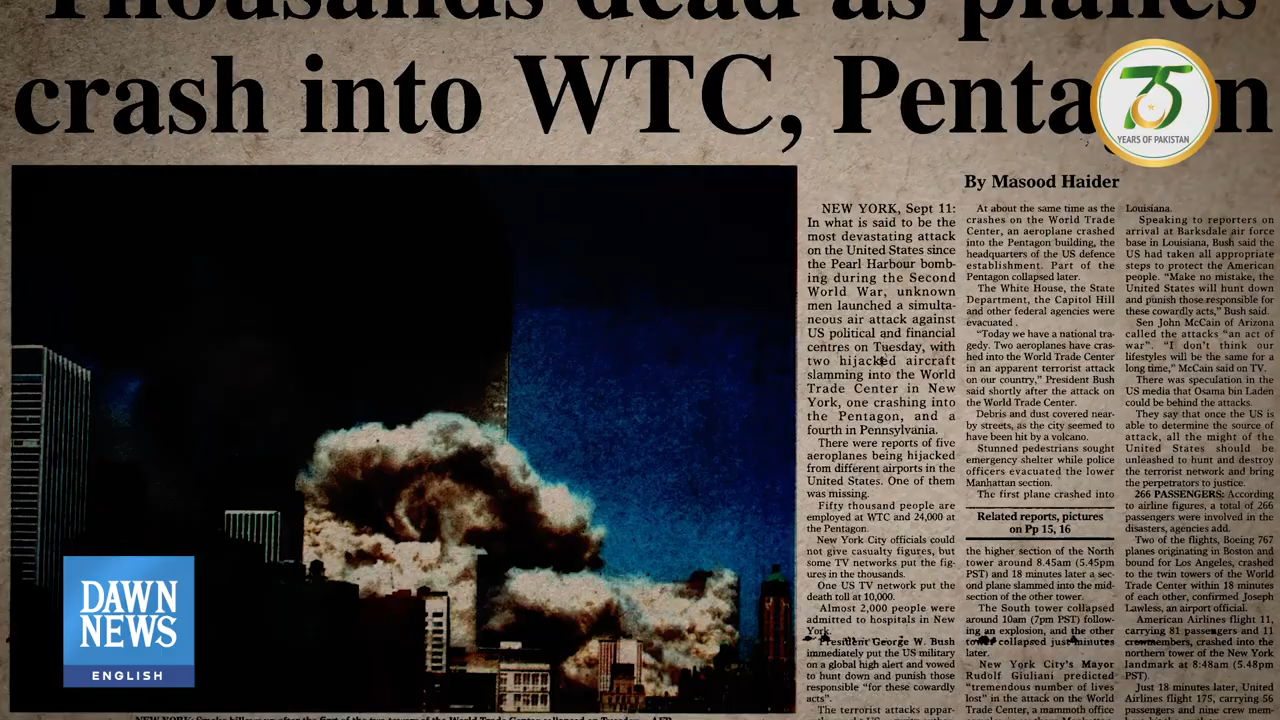 Thousands dead as planes
crash into WTC, Penta n
75
YEARS OF PAKISTAN
By Masood Haider
NEW YORK, Sept 11:
In what is said to be the
most devastating attack
on the United States since
the Pearl Harbour bomb-
ing during the Second
World War, unknown
men launched a simulta-
neous air attack against
US political and financial
centres on Tuesday, with
two hijacked aircraft
slamming into the World
Trade Center in New
York, one crashing into
the Pentagon, and a
fourth in Pennsylvania.
There were reports of five
aeroplanes being hijacked
from different airports in the
United States. One of them
was missing.
Fifty thousand people are
employed at WTC and 24,000 at
the Pentagon.
New York City officials could
not give casualty figures, but
some TV networks put the fig-
ures in the thousands.
One US TV network put the
death toll at 10,000.
Almost 2,000 people were
admitted to hospitals in New
York.
President George W. Bush
immediately put the US military
on a global high alert and vowed
to hunt down and punish those
responsible "for these cowardly
acts".
The terrorist attacks appar-
At about the same time as the
crashes on the World Trade
Center, an aeroplane crashed
into the Pentagon building, the
headquarters of the US defence
establishment. Part of the
Pentagon collapsed later.
The White House, the State
Department, the Capitol Hill
and other federal agencies were
evacuated .
"Today we have a national tra-
gedy. Two aeroplanes have cras-
hed into the World Trade Center
in an apparent terrorist attack
on our country," President Bush
said shortly after the attack on
the World Trade Center.
Debris and dust covered near-
by streets, as the city seemed to
have been hit by a volcano.
Stunned pedestrians sought
emergency shelter while police
officers evacuated the lower
Manhattan section.
The first plane crashed into
Related reports, pictures
on Pp 15, 16
the higher section of the North
tower around 8.45am (5.45pm
PST) and 18 minutes later a sec-
ond plane slammed into the mid-
section of the other tower.
The South tower collapsed
around 10am (7pm PST) follow-
ing an explosion, and the other
tower collapsed just minutes
later.
New York City's Mayor
Rudolf Giuliani predicted
"tremendous number of lives
lost" in the attack on the World
Trade Center, a mammoth office
Louisiana.
Speaking to reporters on
arrival at Barksdale air force
base in Louisiana, Bush said the
US had taken all appropriate
steps to protect the American
people. "Make no mistake, the
United States will hunt down
and punish those responsible for
these cowardly acts," Bush said.
Sen John McCain of Arizona
called the attacks "an act of
war". "I don't think our
lifestyles will be the same for a
long time," McCain said on TV.
There was speculation in the
US media that Osama bin Laden
could be behind the attacks.
They say that once the US is
able to determine the source of
attack, all the might of the
United States should be
unleashed to hunt and destroy
the terrorist network and bring
the perpetrators to justice.
266 PASSENGERS: According
to airline figures, a total of 266
passengers were involved in the
disasters, agencies add.
Two of the flights, Boeing 767
planes originating in Boston and
bound for Los Angeles, crashed
to the twin towers of the World
Trade Center within 18 minutes
of each other, confirmed Joseph
Lawless, an airport official.
American Airlines flight 11,
carrying 81 passengers and 11
crewmembers, crashed into the
northern tower of the New York
landmark at 8:48am (5.48pm
PST).
Just 18 minutes later, United
Airlines flight 175, carrying 56
passengers and nine crew mem-
DAWN
NEWS
ENGLISH